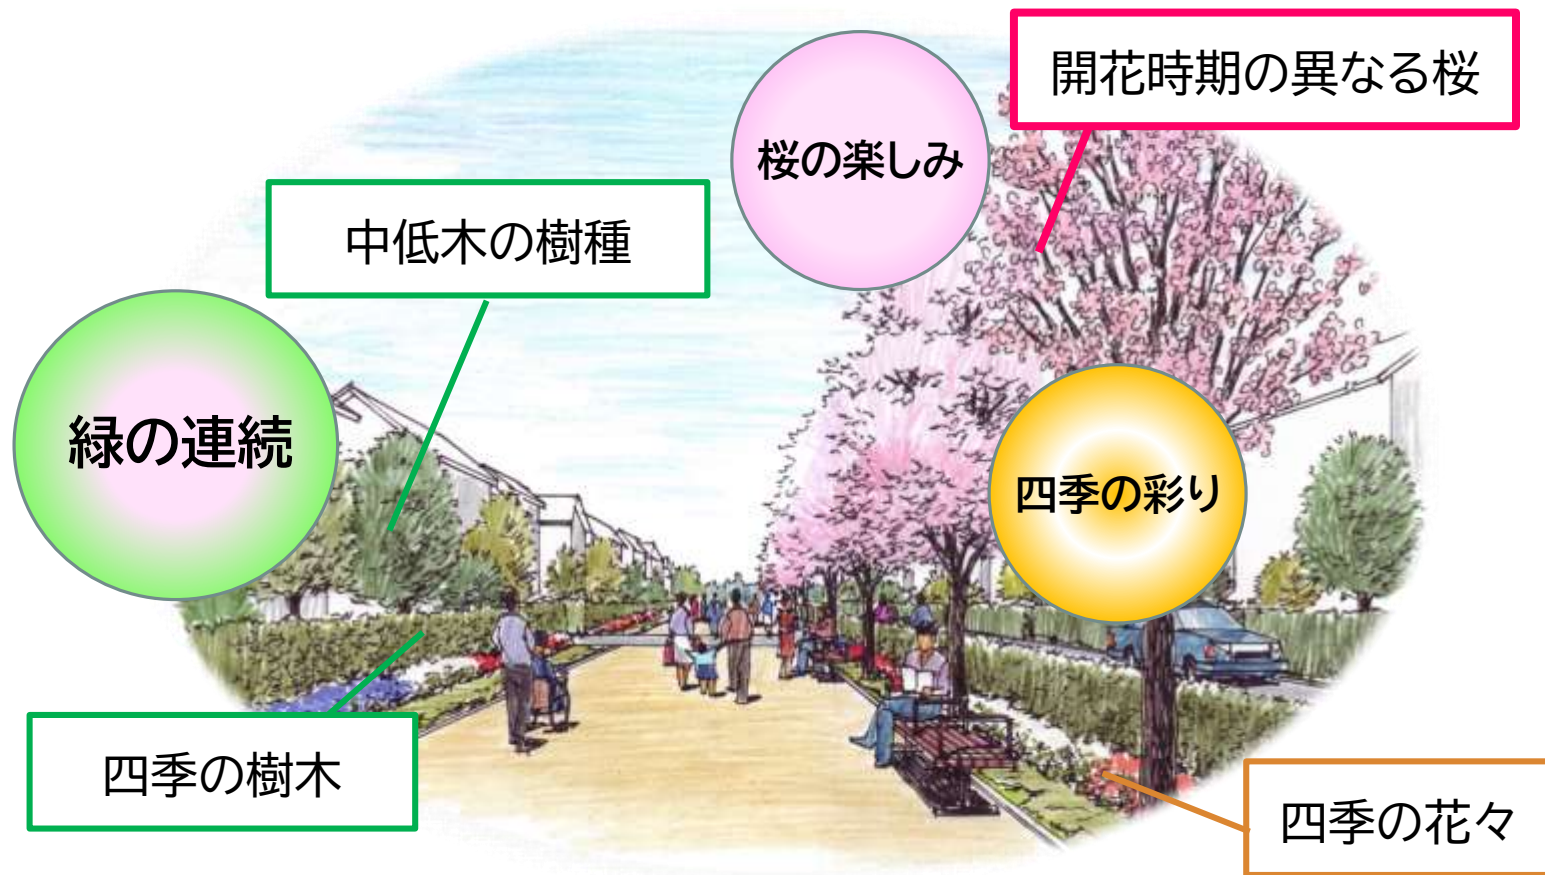 開花時期の異なる桜
桜の楽しみ
中低木の樹種
緑の連続
四季の彩り
四季の樹木
四季の花々